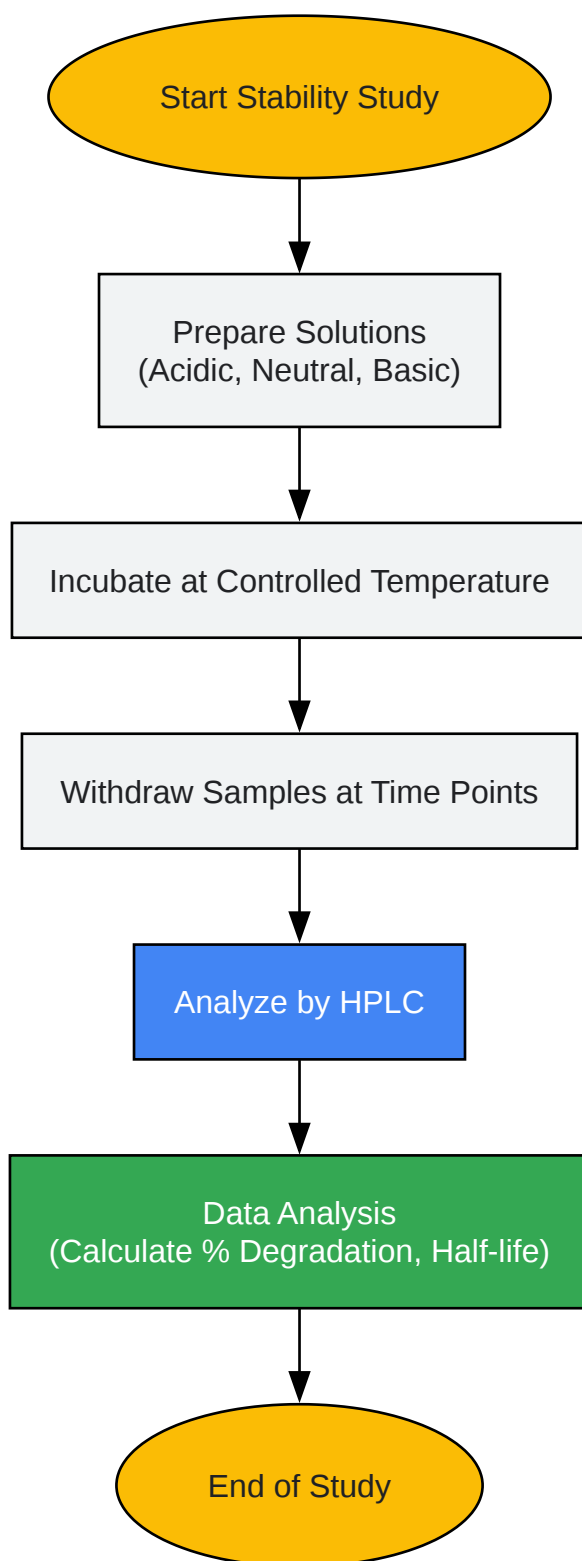 Start Stability Study
Prepare Solutions
(Acidic, Neutral, Basic)
Incubate at Controlled Temperature
Withdraw Samples at Time Points
Analyze by HPLC
Data Analysis
(Calculate % Degradation, Half-life)
End of Study